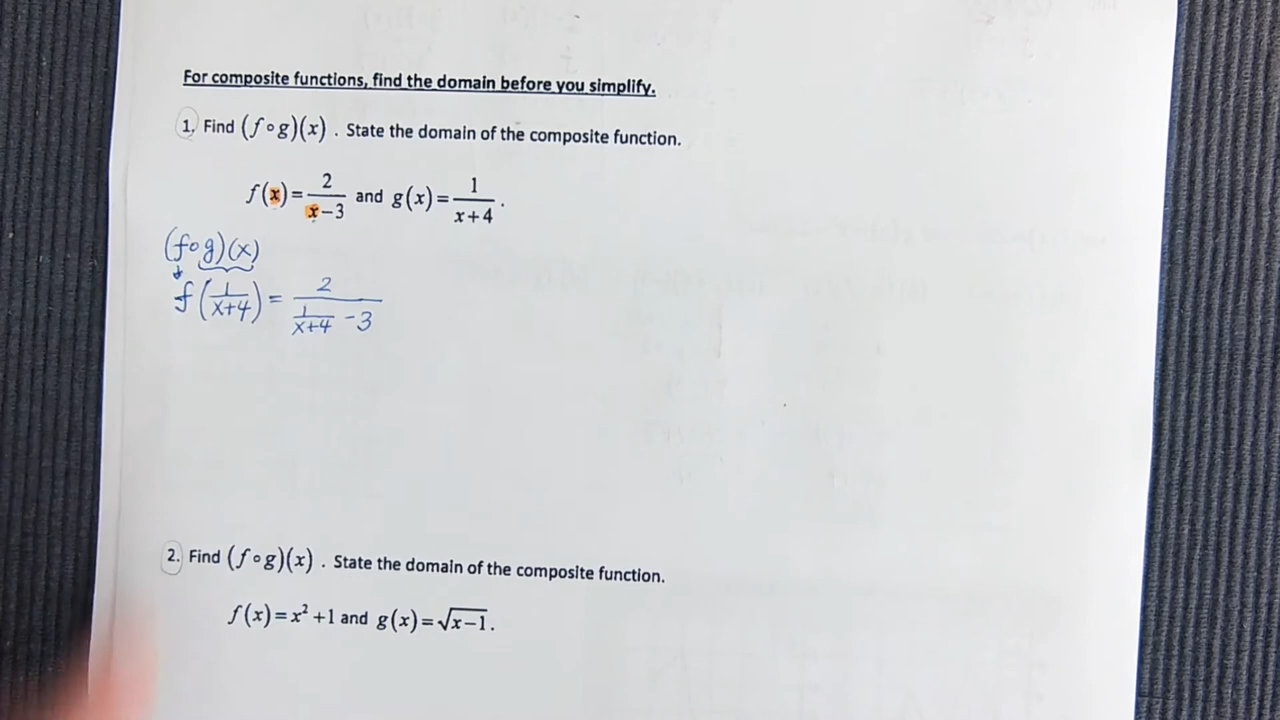 For composite functions, find the domain before you simplify.
1. Find (f∘g)(x). State the domain of the composite function.
f(x)=2/(x−3) and g(x)=1/(x+4).
(f∘g)(x)
f(1/(x+4)) = 2/(1/(x+4) −3)
2. Find (f∘g)(x). State the domain of the composite function.
f(x)=x²+1 and g(x)=√(x−1).